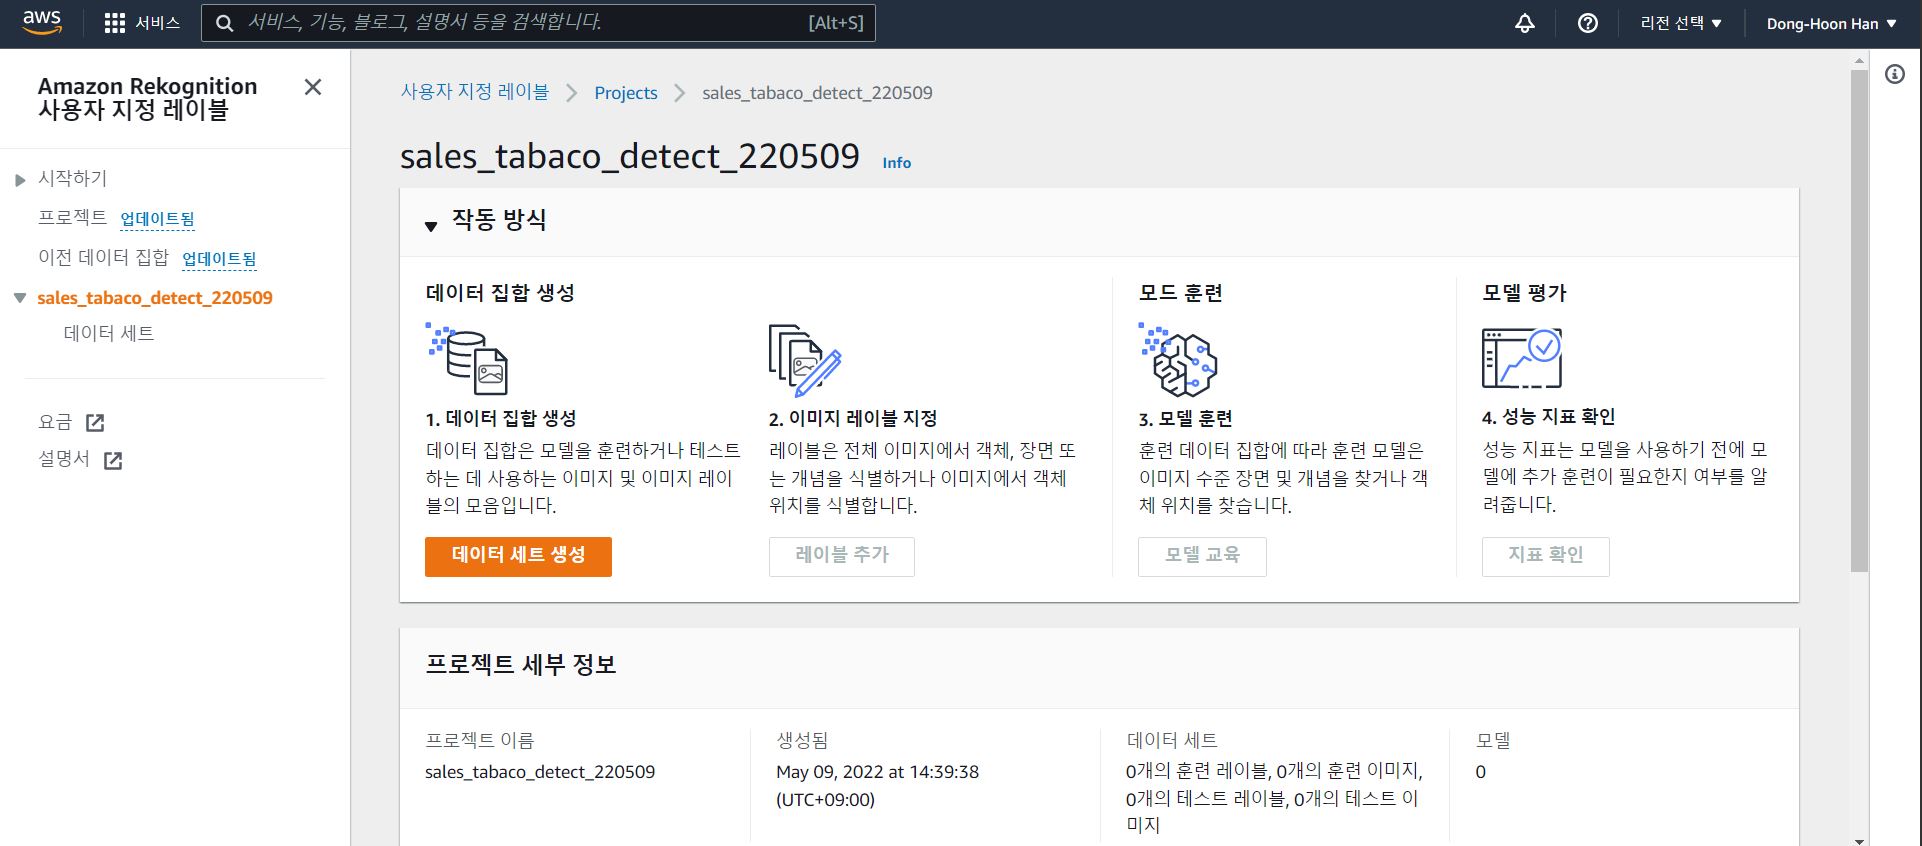 aws
서비스
서비스, 기능, 블로그, 설명서 등을 검색합니다.
[Alt+S]
리전 선택
Dong-Hoon Han
Amazon Rekognition
사용자 지정 레이블
시작하기
프로젝트 업데이트됨
이전 데이터 집합 업데이트됨
sales_tabaco_detect_220509
데이터 세트
요금
설명서
사용자 지정 레이블
Projects
sales_tabaco_detect_220509
sales_tabaco_detect_220509 Info
작동 방식
데이터 집합 생성
1. 데이터 집합 생성
데이터 집합은 모델을 훈련하거나 테스트
하는 데 사용하는 이미지 및 이미지 레이
블의 모음입니다.
데이터 세트 생성
2. 이미지 레이블 지정
레이블은 전체 이미지에서 객체, 장면 또
는 개념을 식별하거나 이미지에서 객체
위치를 식별합니다.
레이블 추가
모드 훈련
3. 모델 훈련
훈련 데이터 집합에 따라 훈련 모델은
이미지 수준 장면 및 개념을 찾거나 객
체 위치를 찾습니다.
모델 교육
모델 평가
4. 성능 지표 확인
성능 지표는 모델을 사용하기 전에 모
델에 추가 훈련이 필요한지 여부를 알
려줍니다.
지표 확인
프로젝트 세부 정보
프로젝트 이름
sales_tabaco_detect_220509
생성됨
May 09, 2022 at 14:39:38
(UTC+09:00)
데이터 세트
0개의 훈련 레이블, 0개의 훈련 이미지,
0개의 테스트 레이블, 0개의 테스트 이
미지
모델
0